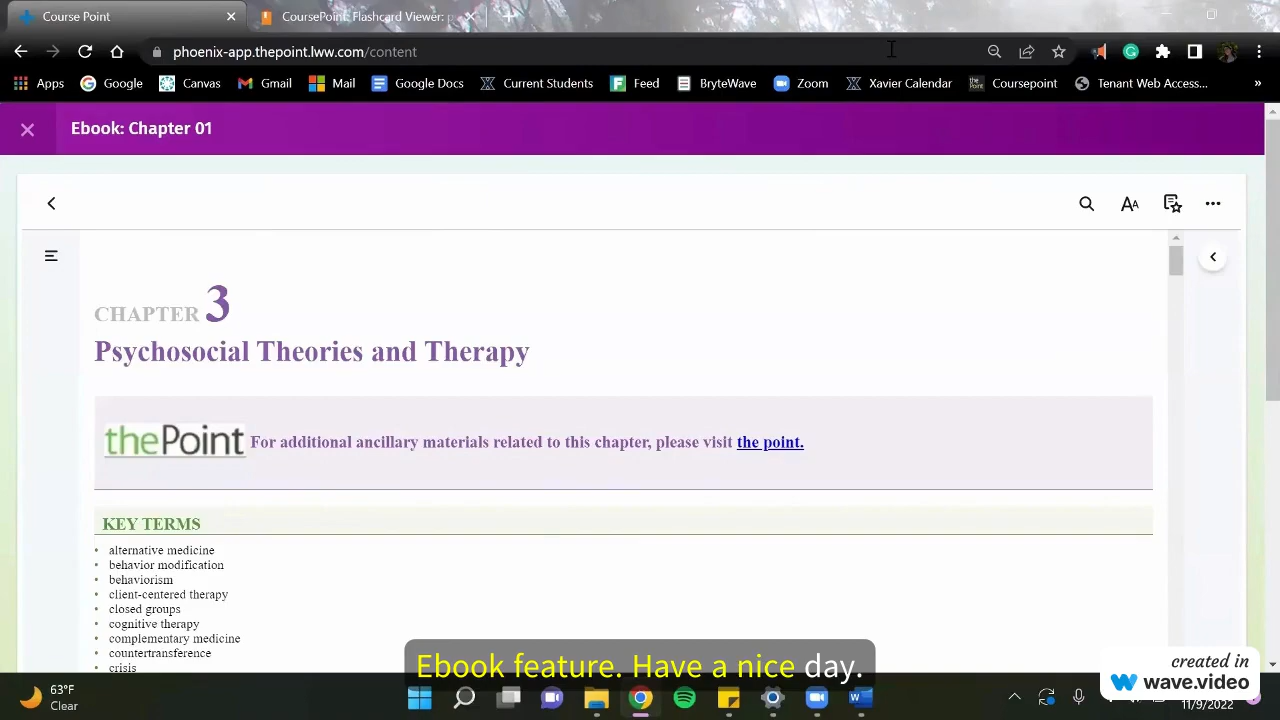 Course Point
CoursePoint: Flashcard Viewer: p
phoenix-app.thepoint.lww.com/content
Apps Google Canvas Gmail Mail Google Docs Current Students Feed BryteWave Zoom Xavier Calendar Coursepoint Tenant Web Access... »
Ebook: Chapter 01
CHAPTER 3
Psychosocial Theories and Therapy
thePoint For additional ancillary materials related to this chapter, please visit the point.
KEY TERMS
• alternative medicine
• behavior modification
• behaviorism
• client-centered therapy
• closed groups
• cognitive therapy
• complementary medicine
• countertransference
• crisis
Ebook feature. Have a nice day.
created in
wave.video
63°F
Clear
11/9/2022